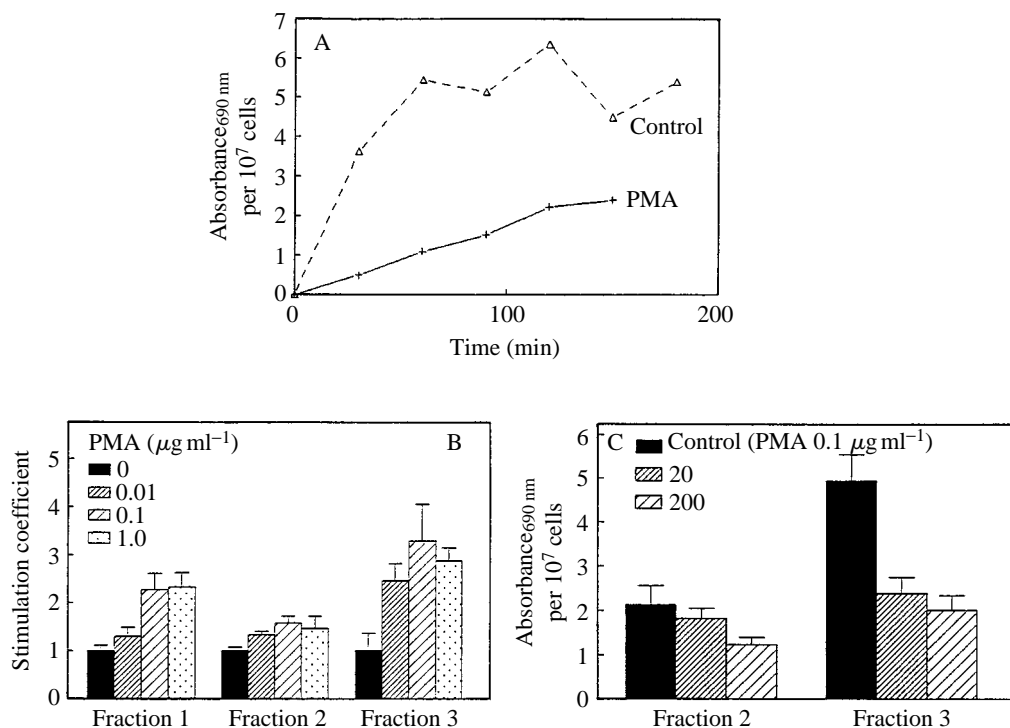 A
7
6
5
4
3
2
1
0
Absorbance690 nm
per 10⁷ cells
Control
PMA
0
100
200
Time (min)
B
PMA (μg ml⁻¹)
0
0.01
0.1
1.0
5
4
3
2
1
0
Stimulation coefficient
Fraction 1
Fraction 2
Fraction 3
C
Control (PMA 0.1 μg ml⁻¹)
20
200
6
5
4
3
2
1
0
Absorbance690 nm
per 10⁷ cells
Fraction 2
Fraction 3